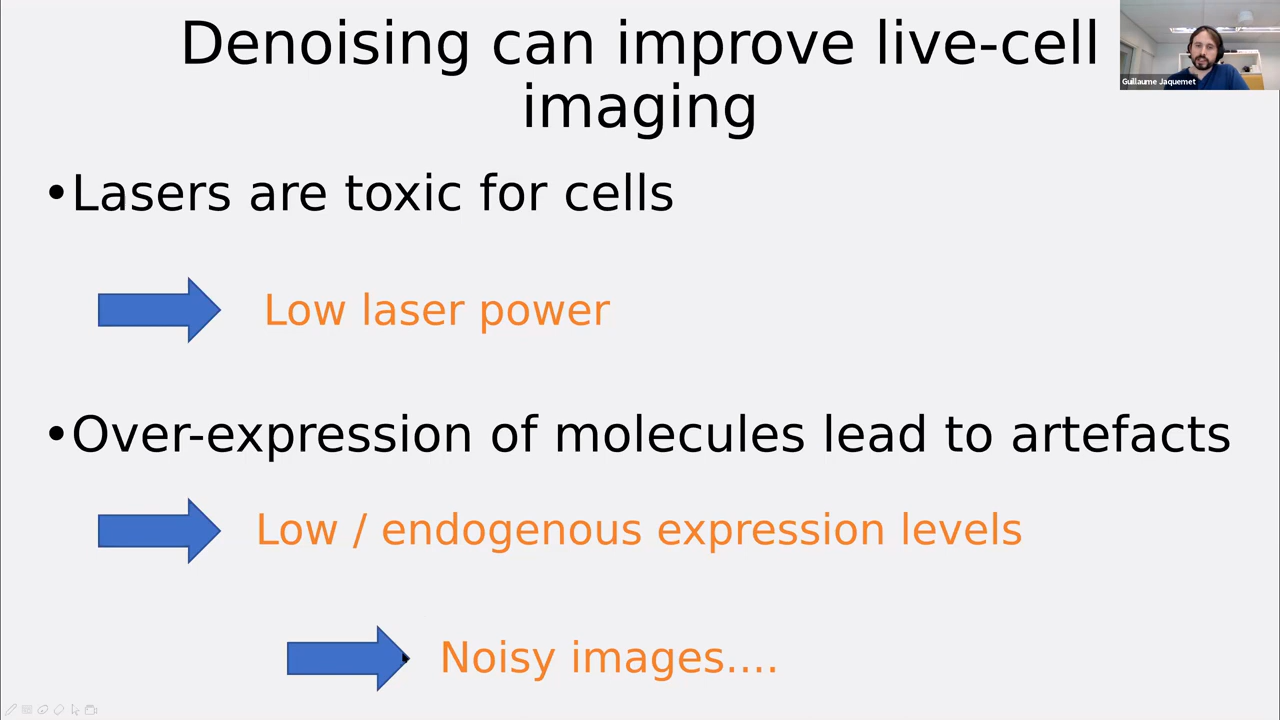 Denoising can improve live-cell
imaging
Guillaume Jaquemet
•Lasers are toxic for cells
Low laser power
•Over-expression of molecules lead to artefacts
Low / endogenous expression levels
Noisy images....